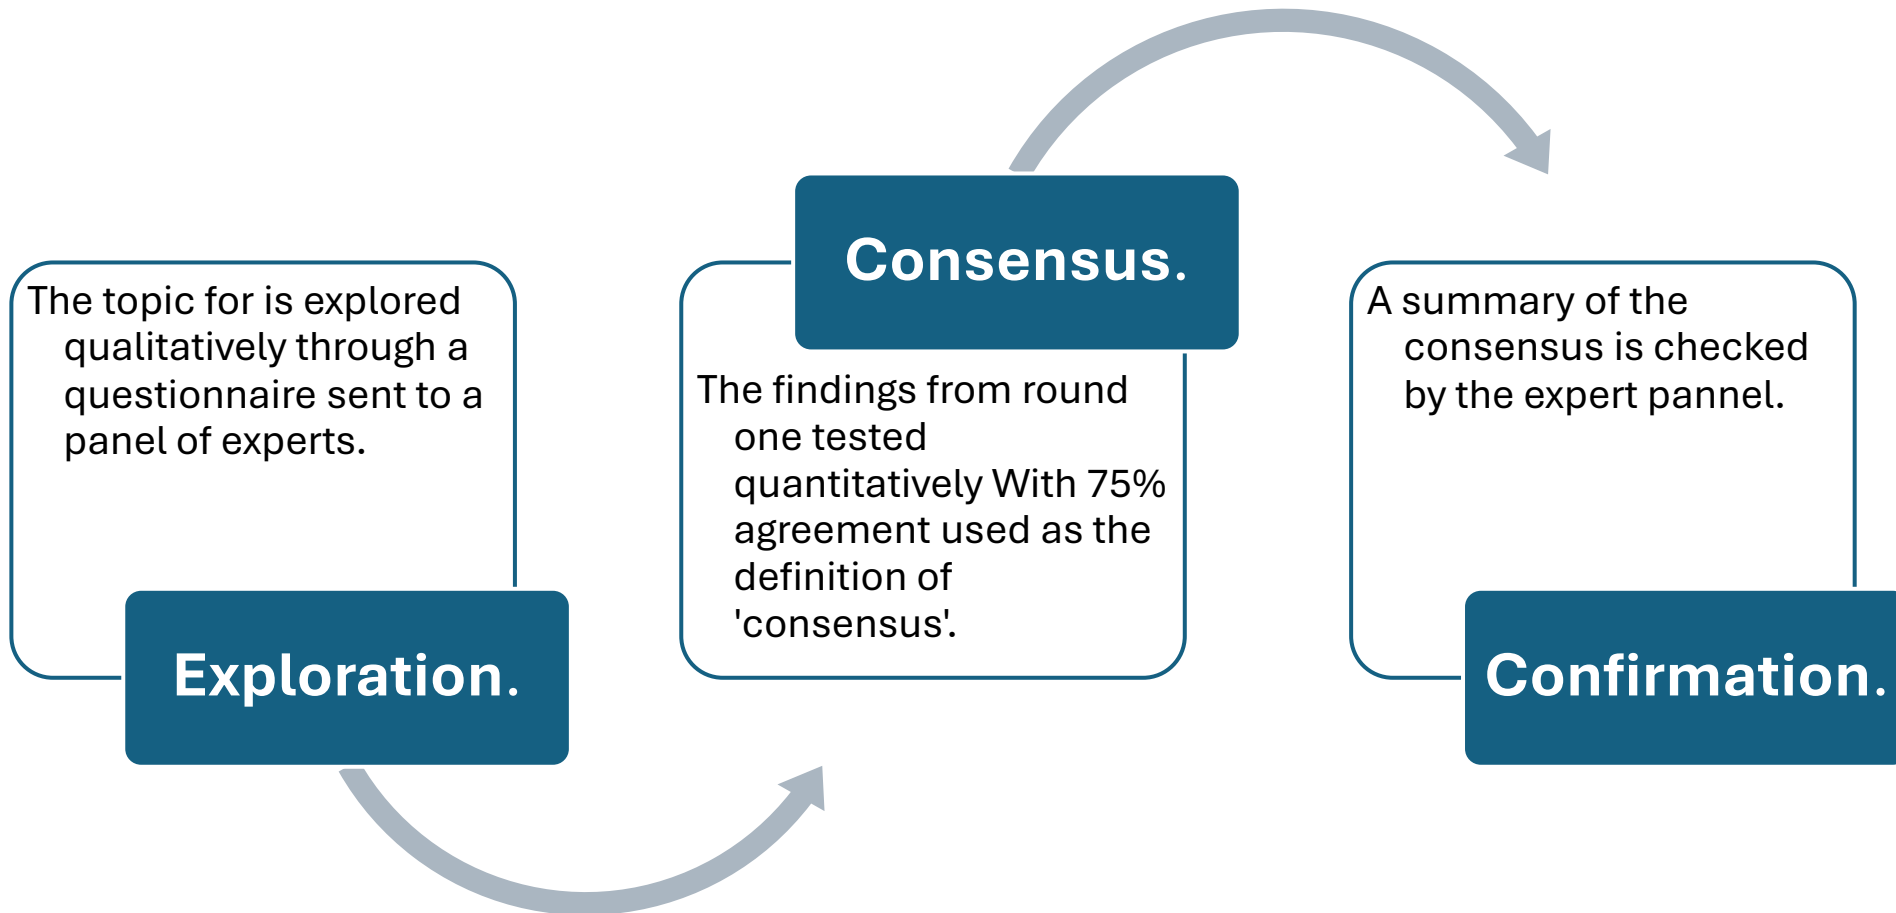 The topic for is explored
qualitatively through a
questionnaire sent to a
panel of experts.
Exploration.
Consensus.
The findings from round
one tested
quantitatively With 75%
agreement used as the
definition of
'consensus'.
A summary of the
consensus is checked
by the expert pannel.
Confirmation.